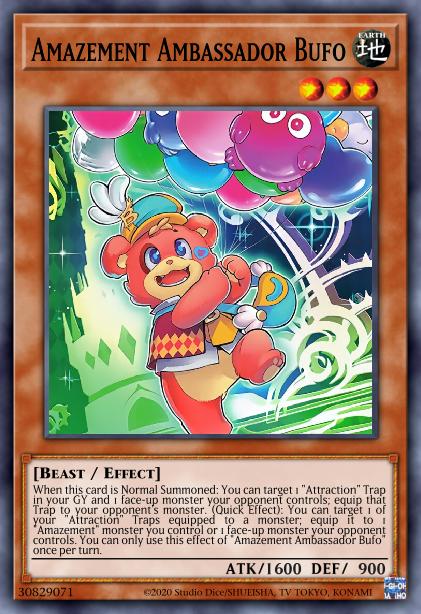 AMAZEMENT AMBASSADOR BUFO
EARTH
地
[BEAST / EFFECT]
When this card is Normal Summoned: You can target 1 "Attraction" Trap
in your GY and 1 face-up monster your opponent controls; equip that
Trap to your opponent's monster. (Quick Effect): You can target 1 of
your "Attraction" Traps equipped to a monster; equip it to 1
"Amazement" monster you control or 1 face-up monster your opponent
controls. You can only use this effect of "Amazement Ambassador Bufo"
once per turn.
ATK/1600 DEF/ 900
30829071
©2020 Studio Dice/SHUEISHA, TV TOKYO, KONAMI